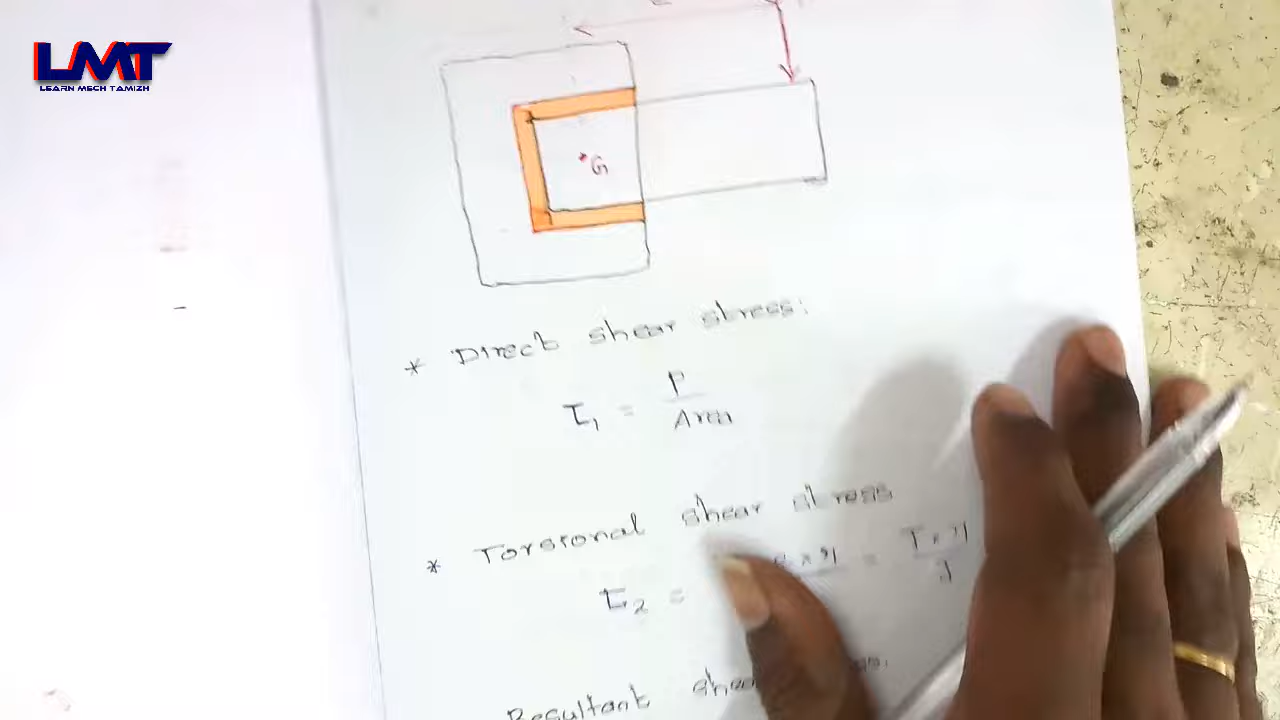 LMT
LEARN MECH TAMIZH
G
* Direct shear stress:
τ₁ = P / Area
* Torsional shear stress
τ₂ = × r = T × r / J
Resultant